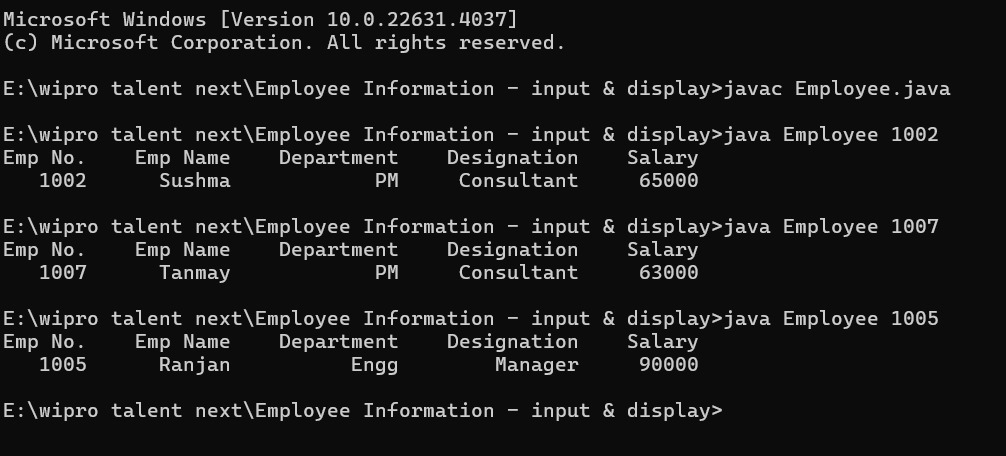 Microsoft Windows [Version 10.0.22631.4037]
(c) Microsoft Corporation. All rights reserved.
E:\wipro talent next\Employee Information - input & display>javac Employee.java
E:\wipro talent next\Employee Information - input & display>java Employee 1002
Emp No.    Emp Name    Department    Designation    Salary
   1002      Sushma            PM     Consultant     65000
E:\wipro talent next\Employee Information - input & display>java Employee 1007
Emp No.    Emp Name    Department    Designation    Salary
   1007      Tanmay            PM     Consultant     63000
E:\wipro talent next\Employee Information - input & display>java Employee 1005
Emp No.    Emp Name    Department    Designation    Salary
   1005      Ranjan          Engg        Manager     90000
E:\wipro talent next\Employee Information - input & display>